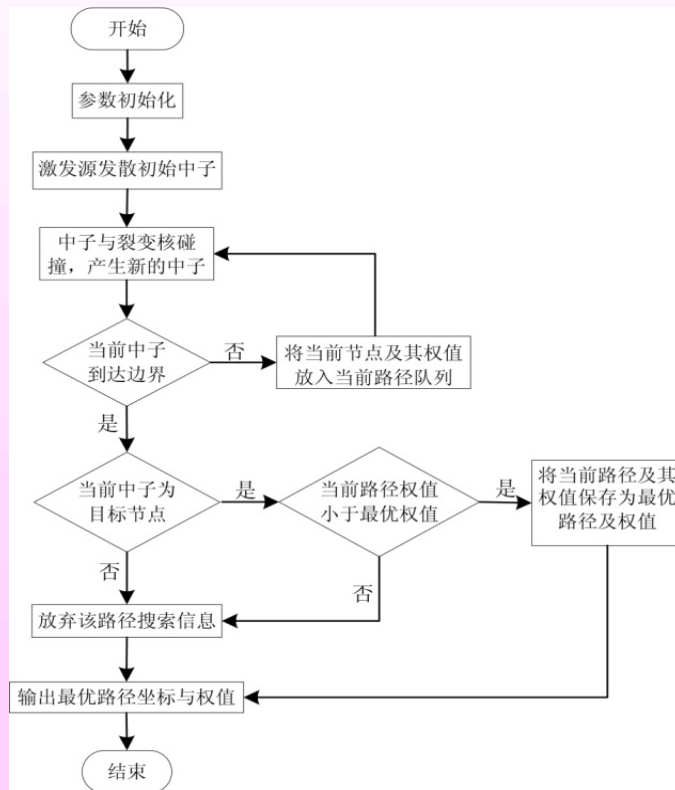 开始
参数初始化
激发源发散初始中子
中子与裂变核碰
撞，产生新的中子
当前中子
到达边界
否
将当前节点及其权值
放入当前路径队列
是
当前中子为
目标节点
是
当前路径权值
小于最优权值
是
将当前路径及其
权值保存为最优
路径及权值
否
否
放弃该路径搜索信息
输出最优路径坐标与权值
结束